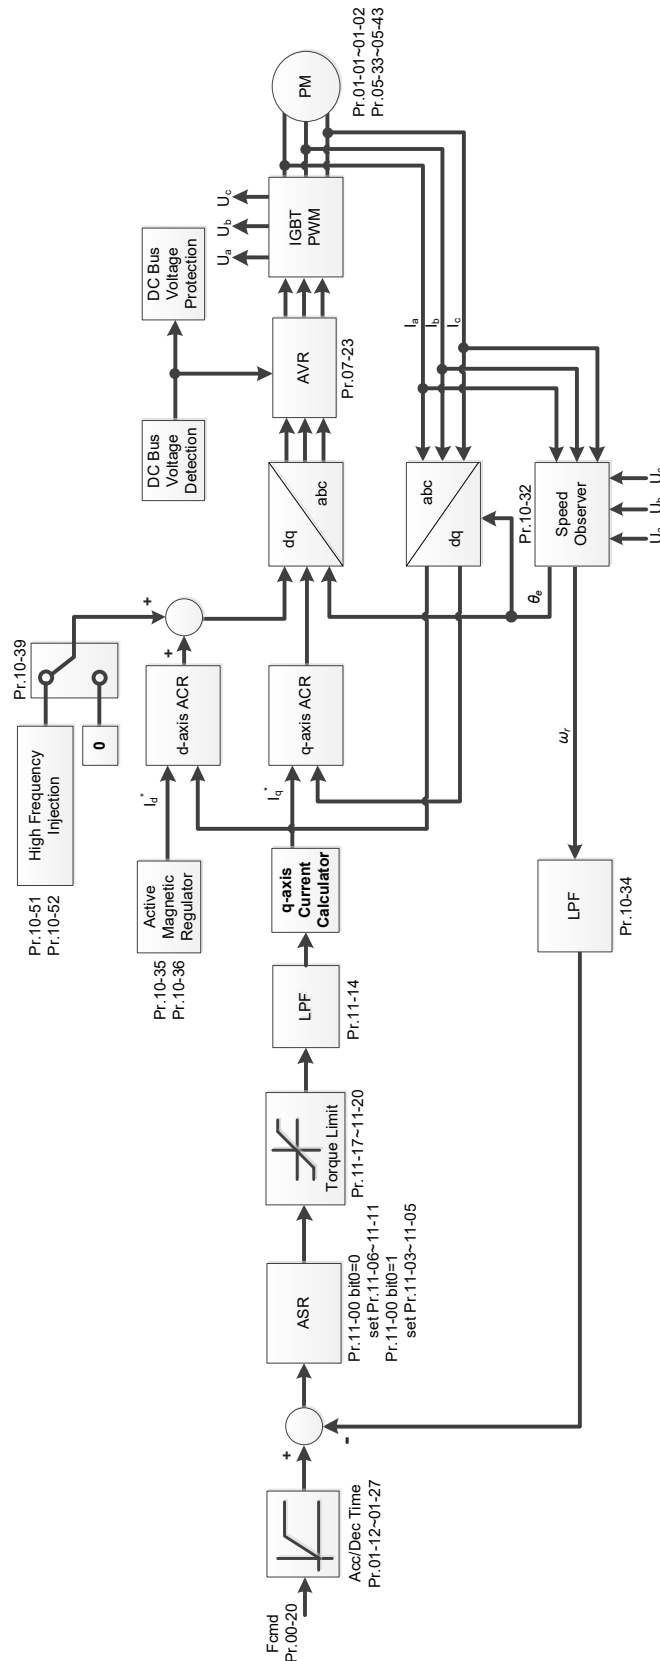 Fcmd
Pr.00-20
Acc/Dec Time
Pr.01-12~01-27
+
-
ASR
Pr.11-00 bit0=0
set Pr.11-06~11-11
Pr.11-00 bit0=1
set Pr.11-03~11-05
Torque Limit
Pr.11-17~11-20
LPF
Pr.11-14
q-axis
Current
Calculator
Iq*
Pr.10-35
Pr.10-36
Active
Magnetic
Regulator
Id*
Pr.10-51
Pr.10-52
High Frequency
Injection
0
Pr.10-39
d-axis ACR
q-axis ACR
+
+
dq
abc
DC Bus
Voltage
Detection
DC Bus
Voltage
Protection
AVR
Pr.07-23
IGBT
PWM
Ua
Ub
Uc
PM
Pr.01-01~01-02
Pr.05-33~05-43
Ia
Ib
Ic
abc
dq
Pr.10-32
Speed
Observer
θe
Ua
Ub
Uc
ωr
LPF
Pr.10-34